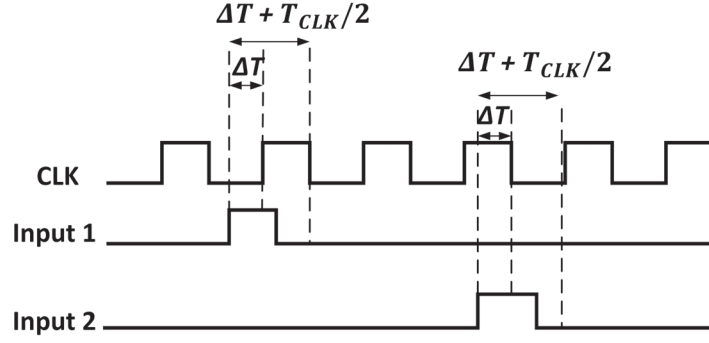 ΔT + T_CLK/2
ΔT
ΔT + T_CLK/2
ΔT
CLK
Input 1
Input 2